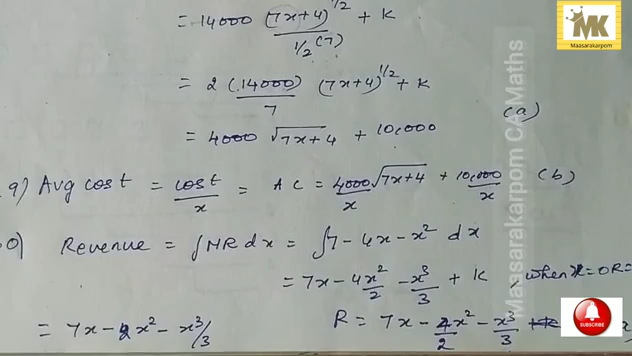 = 14000 (7x+4)^1/2 / 1/2 (7) + K
MK
Maasarakarpom
= 2 (14000) / 7 (7x+4)^1/2 + K
= 4000 √7x+4 + 10,000 (a)
9) Avg cost = cost / x = AC = 4000√7x+4 / x + 10,000 / x (b)
0) Revenue = ∫MR dx = ∫7-4x-x² dx
= 7x - 4x²/2 - x³/3 + K, when x=0 R=
= 7x - 2x² - x³/3 R = 7x - 4x²/2 - x³/3
Maasarakarpom CA Maths
SUBSCRIBE